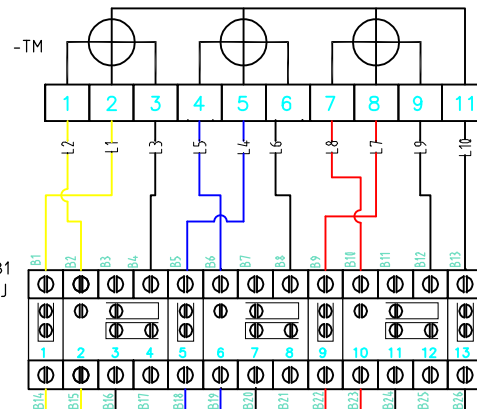 -TM
1 2 3 4 5 6 7 8 9 11
L2 L1 L3 L5 L4 L6 L8 L7 L9 L10
B1 B2 B3 B4 B5 B6 B7 B8 B9 B10 B11 B12 B13
31
J
1 2 3 4 5 6 7 8 9 10 11 12 13
B14 B15 B16 B17 B18 B19 B20 B21 B22 B23 B24 B25 B26